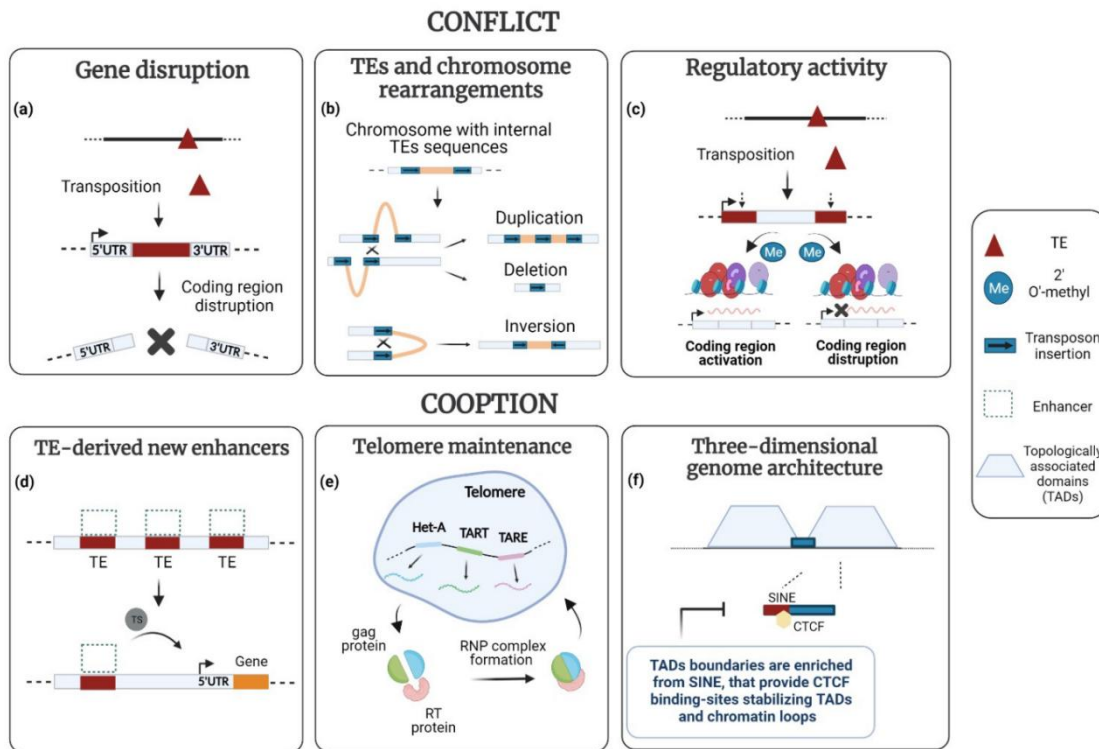 CONFLICT
Gene disruption
(a)
Transposition
5'UTR
3'UTR
Coding region
disruption
5'UTR
3'UTR
TEs and chromosome
rearrangements
(b)
Chromosome with internal
TEs sequences
Duplication
Deletion
Inversion
Regulatory activity
(c)
Transposition
Me
Me
Coding region
activation
Coding region
distruption
COOPTION
TE-derived new enhancers
(d)
TE
TE
TE
TS
Gene
5'UTR
Telomere maintenance
(e)
Telomere
Het-A
TART
TARE
gag
protein
RNP complex
formation
RT
protein
Three-dimensional
genome architecture
(f)
SINE
CTCF
TADs boundaries are enriched
from SINE, that provide CTCF
binding-sites stabilizing TADs
and chromatin loops
TE
Me
2'
O'-methyl
Transposon
insertion
Enhancer
Topologically
associated
domains
(TADs)